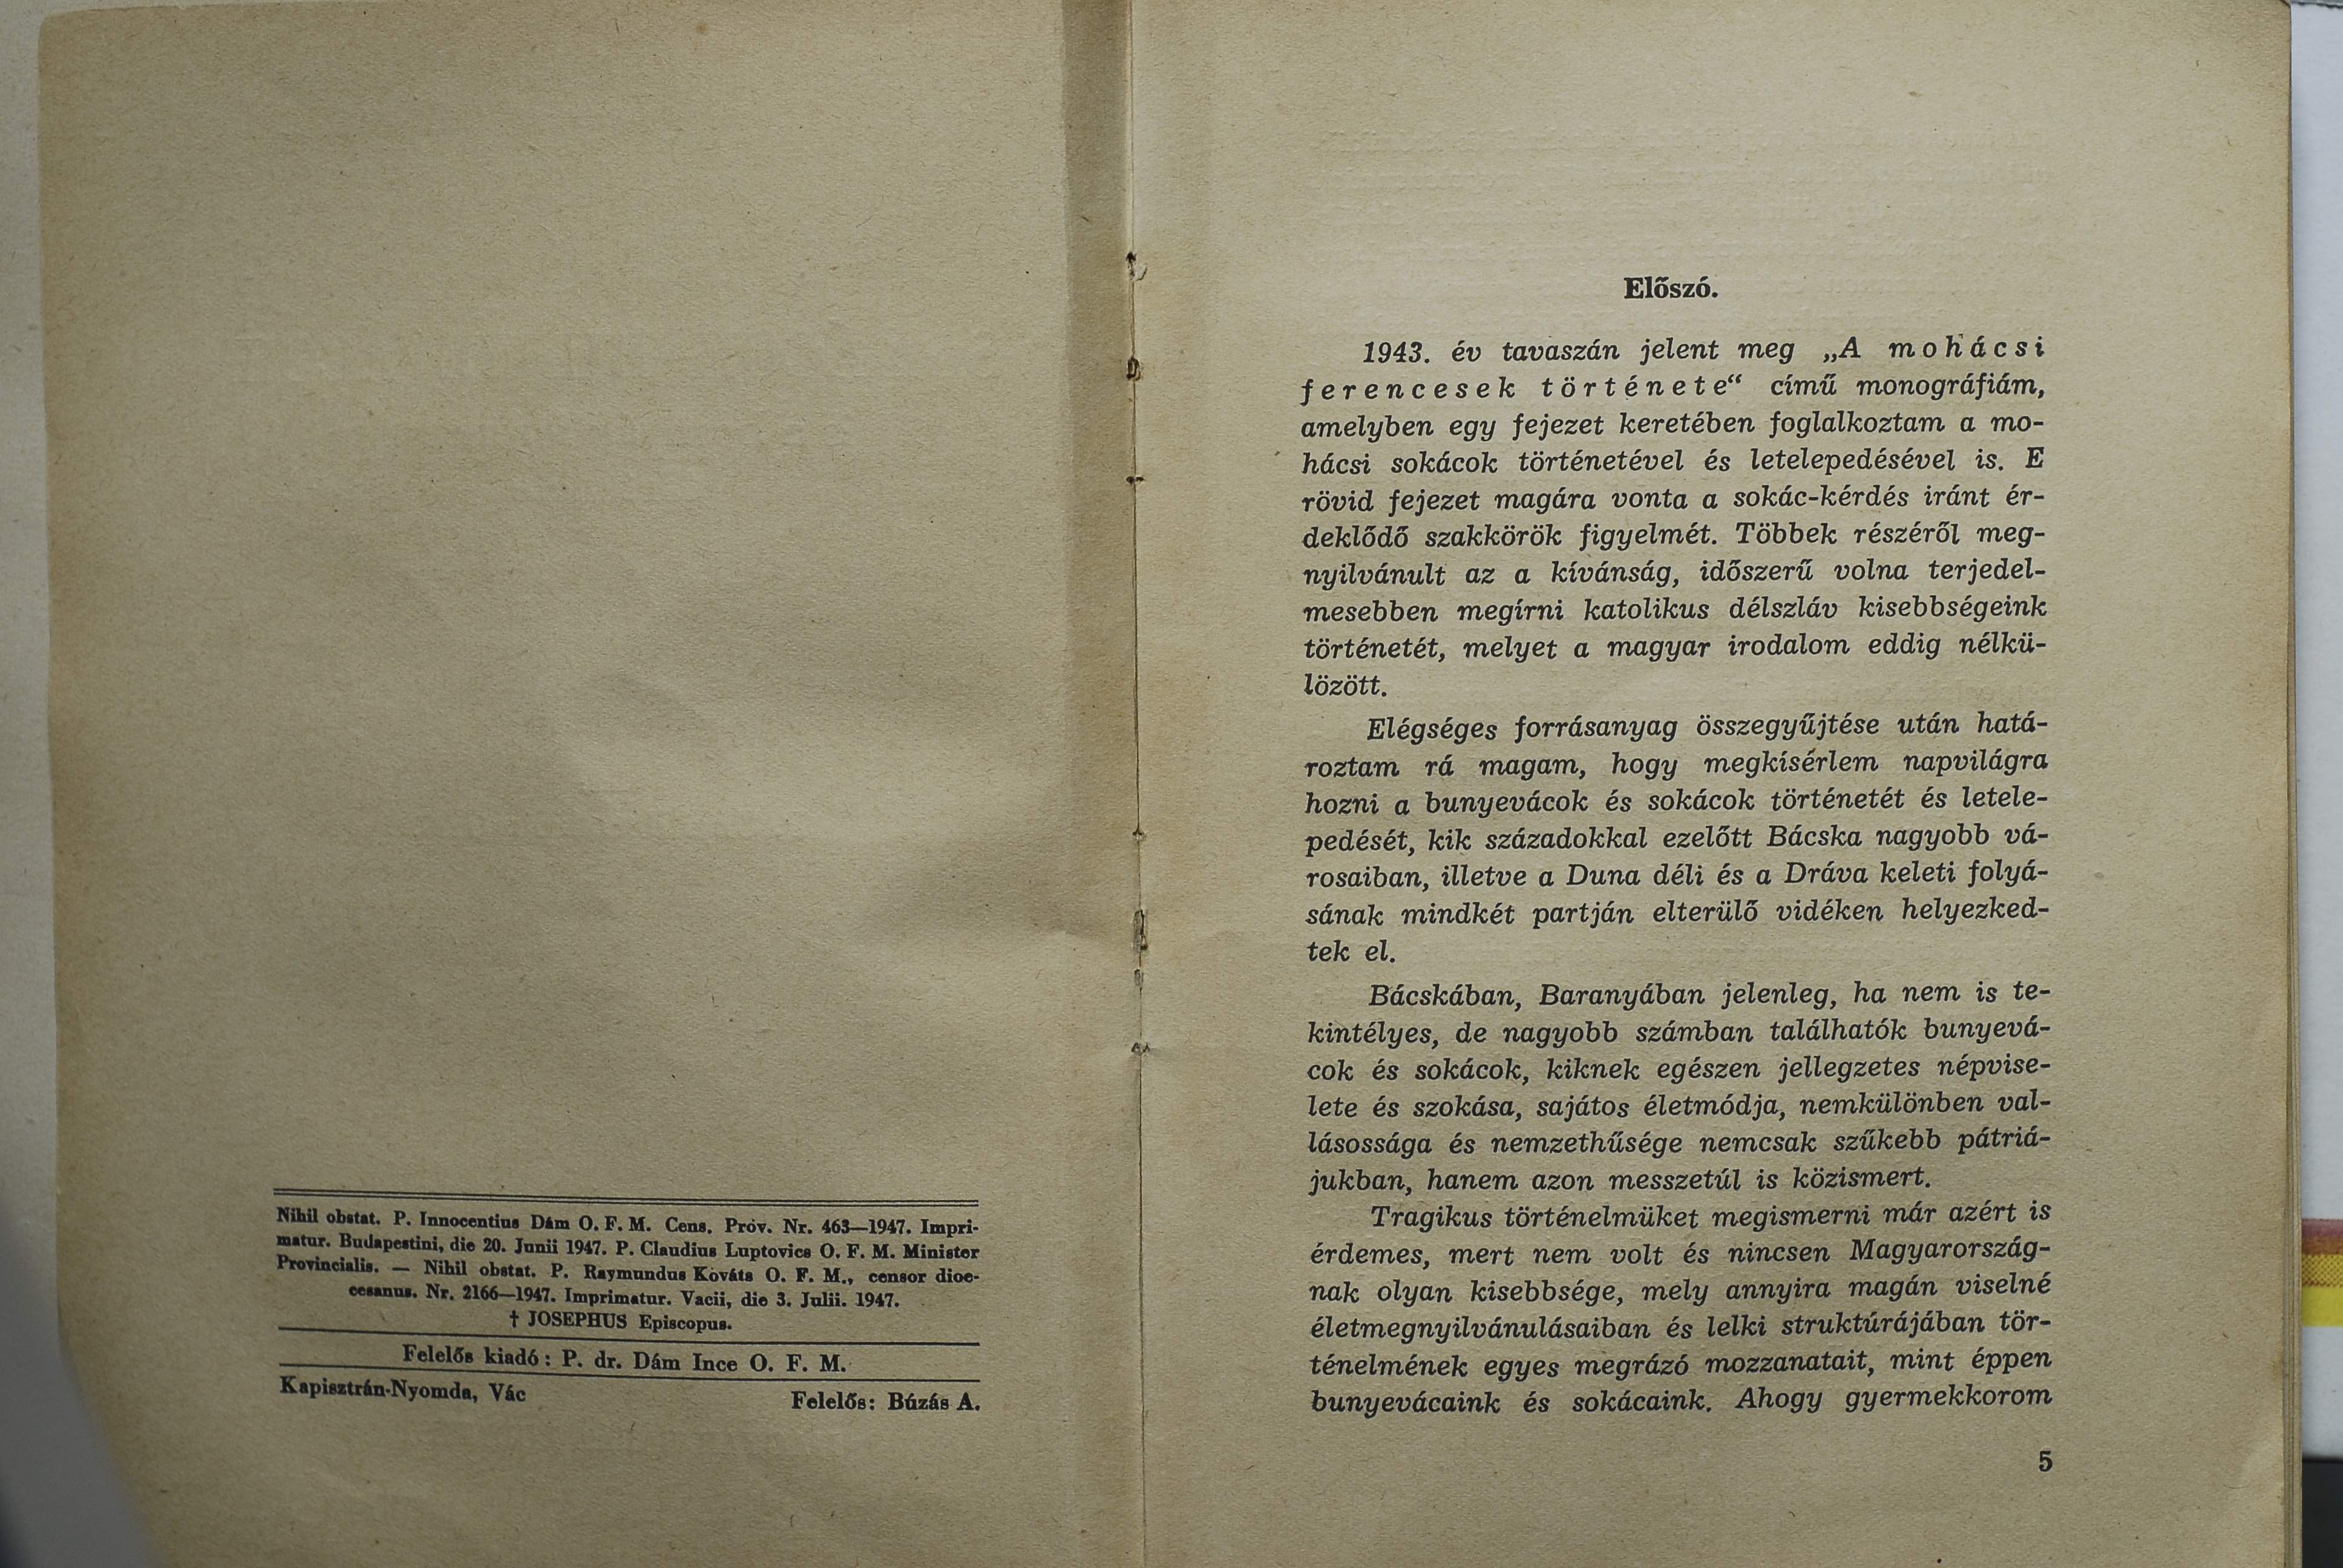 Nihil obstat. P. Innocentius Dám O. F. M. Cens. Prov. Nr. 463—1947. Impri-
matur. Budapestini, die 20. Junii 1947. P. Claudius Luptovics O. F. M. Minister
Provincialis. — Nihil obstat. P. Raymundus Kováts O. F. M., censor dioe-
cesanus. Nr. 2166—1947. Imprimatur. Vacii, die 3. Julii. 1947.
† JOSEPHUS Episcopus.
Felelős kiadó: P. dr. Dám Ince O. F. M.
Kapisztrán-Nyomda, Vác Felelős: Búzás A.
Előszó.
1943. év tavaszán jelent meg „A mohácsi
ferencesek története“ című monográfiám,
amelyben egy fejezet keretében foglalkoztam a mo-
hácsi sokácok történetével és letelepedésével is. E
rövid fejezet magára vonta a sokác-kérdés iránt ér-
deklődő szakkörök figyelmét. Többek részéről meg-
nyilvánult az a kívánság, időszerű volna terjedel-
mesebben megírni katolikus délszláv kisebbségeink
történetét, melyet a magyar irodalom eddig nélkü-
lözött.
Elégséges forrásanyag összegyűjtése után hatá-
roztam rá magam, hogy megkísérlem napvilágra
hozni a bunyevácok és sokácok történetét és letele-
pedését, kik századokkal ezelőtt Bácska nagyobb vá-
rosaiban, illetve a Duna déli és a Dráva keleti folyá-
sának mindkét partján elterülő vidéken helyezked-
tek el.
Bácskában, Baranyában jelenleg, ha nem is te-
kintélyes, de nagyobb számban találhatók bunyevá-
cok és sokácok, kiknek egészen jellegzetes népvise-
lete és szokása, sajátos életmódja, nemkülönben val-
lásossága és nemzethűsége nemcsak szűkebb pátriá-
jukban, hanem azon messzetúl is közismert.
Tragikus történelmüket megismerni már azért is
érdemes, mert nem volt és nincsen Magyarország-
nak olyan kisebbsége, mely annyira magán viselné
életmegnyilvánulásaiban és lelki struktúrájában tör-
ténelmének egyes megrázó mozzanatait, mint éppen
bunyevácaink és sokácaink. Ahogy gyermekkorom
5